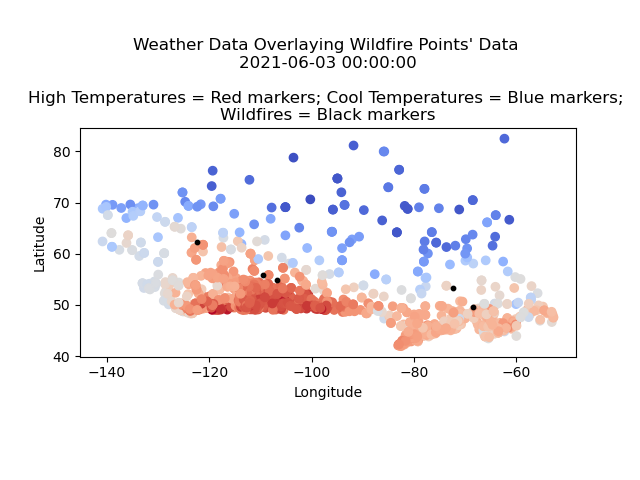 Weather Data Overlaying Wildfire Points' Data
2021-06-03 00:00:00
High Temperatures = Red markers; Cool Temperatures = Blue markers;
Wildfires = Black markers
80
70
60
50
40
Latitude
−140 −120 −100 −80 −60
Longitude